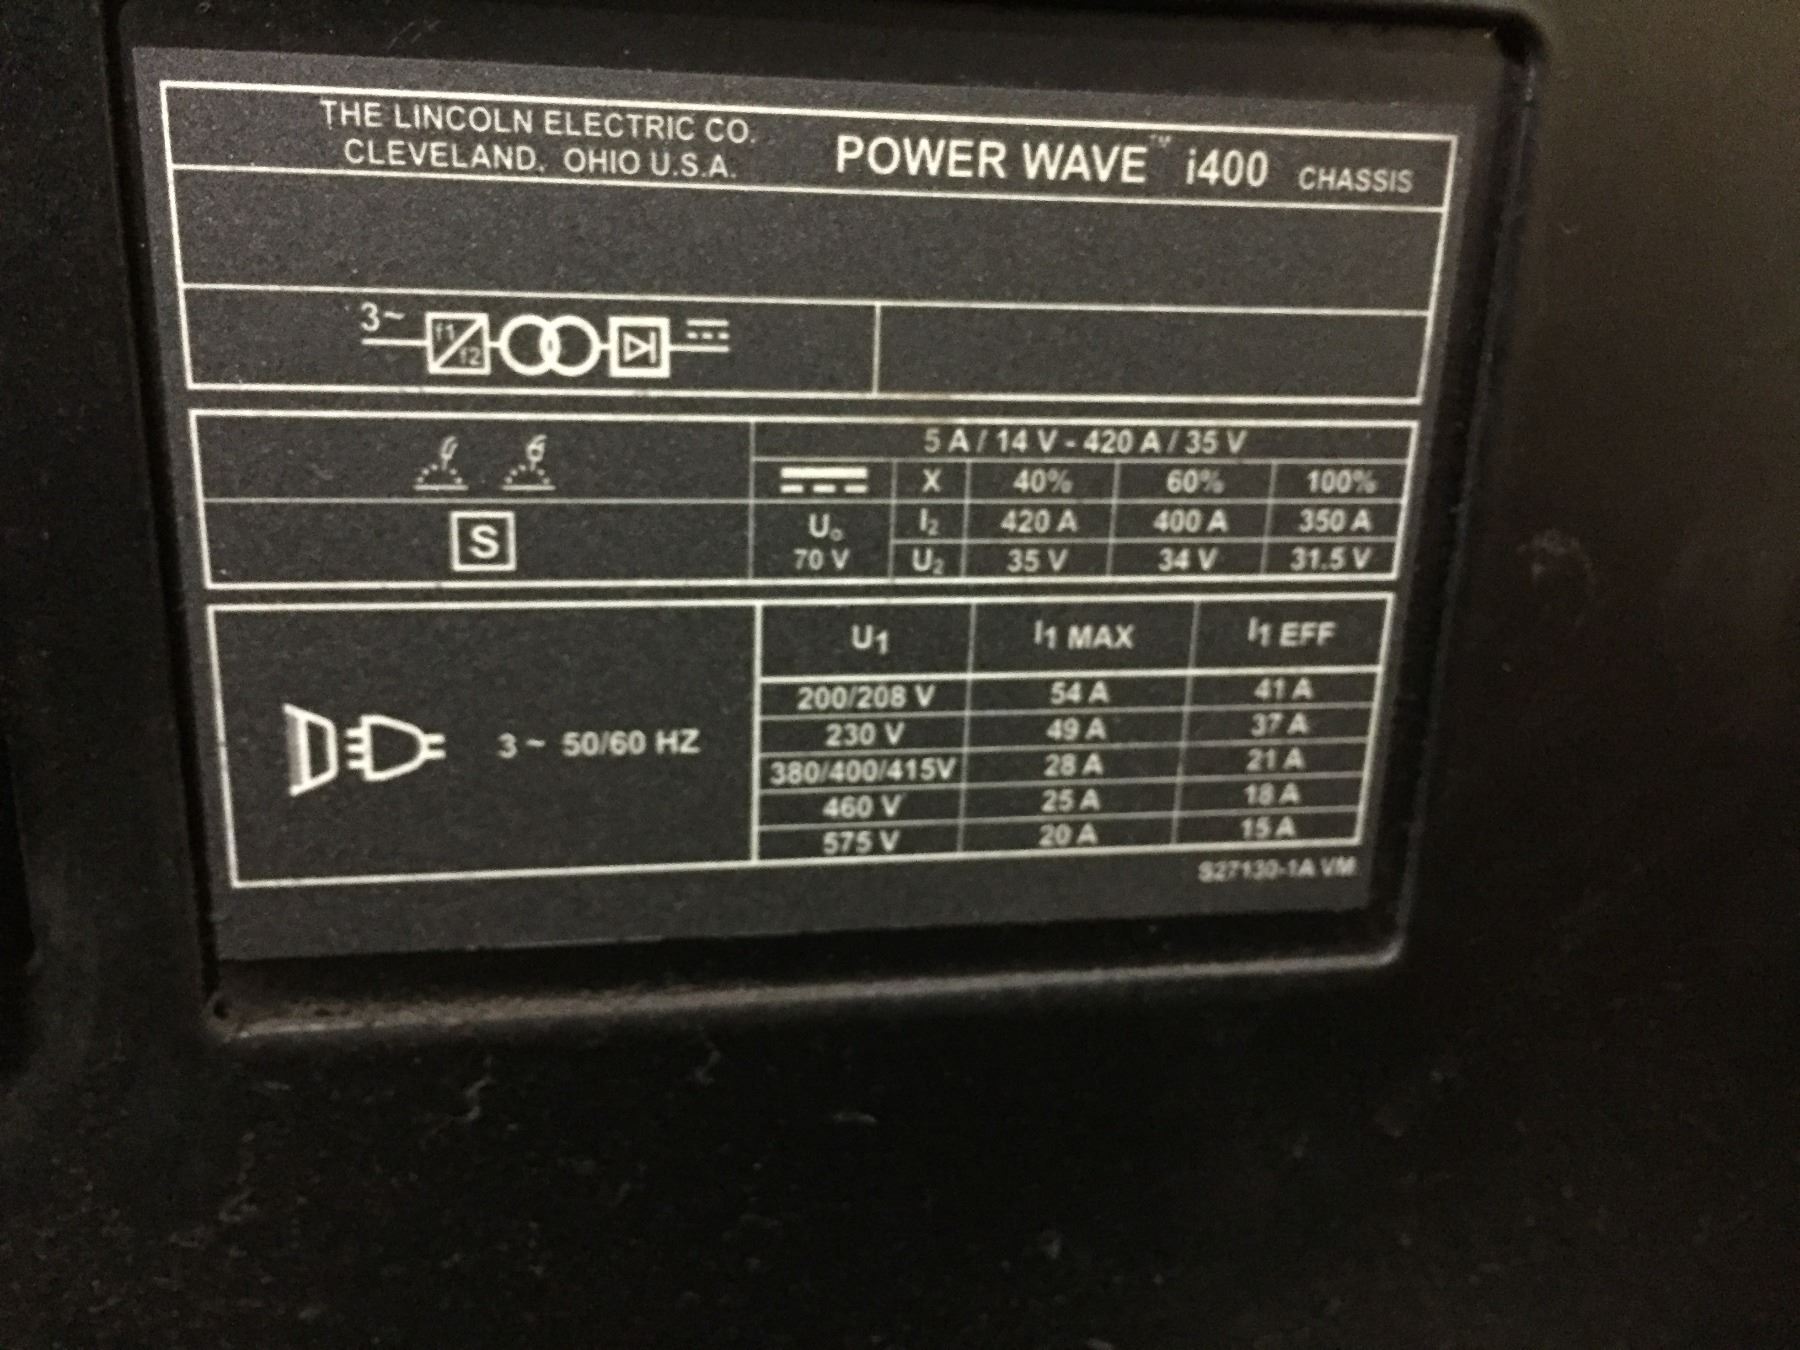 THE LINCOLN ELECTRIC CO.
CLEVELAND, OHIO U.S.A.
POWER WAVE™ i400 CHASSIS
3~ f1 f2
5 A / 14 V - 420 A / 35 V
X 40% 60% 100%
U₀ I₂ 420 A 400 A 350 A
S 70 V U₂ 35 V 34 V 31.5 V
U1 I1 MAX I1 EFF
200/208 V 54 A 41 A
3 ~ 50/60 HZ 230 V 49 A 37 A
380/400/415V 28 A 21 A
460 V 25 A 18 A
575 V 20 A 15 A
S27130-1A VM